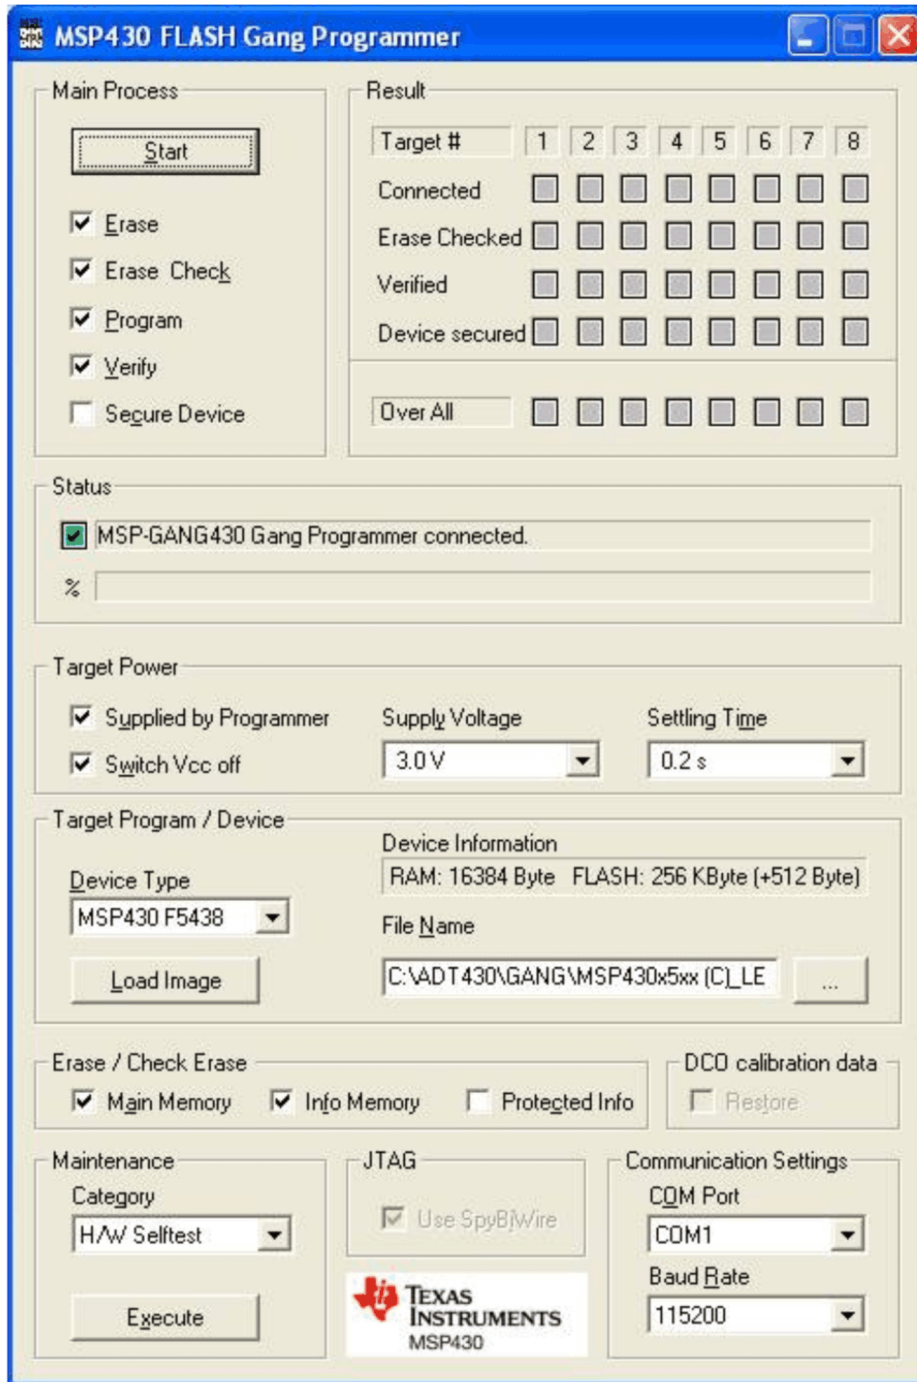 MSP430 FLASH Gang Programmer
Main Process
Start
Erase
Erase Check
Program
Verify
Secure Device
Result
Target # 1 2 3 4 5 6 7 8
Connected
Erase Checked
Verified
Device secured
Over All
Status
MSP-GANG430 Gang Programmer connected.
%
Target Power
Supplied by Programmer
Switch Vcc off
Supply Voltage
3.0 V
Settling Time
0.2 s
Target Program / Device
Device Type
MSP430 F5438
Load Image
Device Information
RAM: 16384 Byte FLASH: 256 KByte (+512 Byte)
File Name
C:\ADT430\GANG\MSP430x5xx (C)_LE
...
Erase / Check Erase
Main Memory
Info Memory
Protected Info
DCO calibration data
Restore
Maintenance
Category
H/W Selftest
Execute
JTAG
Use SpyBiWire
TEXAS
INSTRUMENTS
MSP430
Communication Settings
COM Port
COM1
Baud Rate
115200